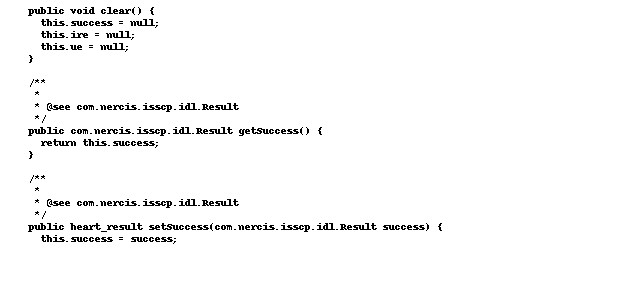 public void clear() {
this.success = null;
this.ire = null;
this.ue = null;
}
/**
*
* @see com.nercis.isscp.idl.Result
*/
public com.nercis.isscp.idl.Result getSuccess() {
return this.success;
}
/**
*
* @see com.nercis.isscp.idl.Result
*/
public heart_result setSuccess(com.nercis.isscp.idl.Result success) {
this.success = success;